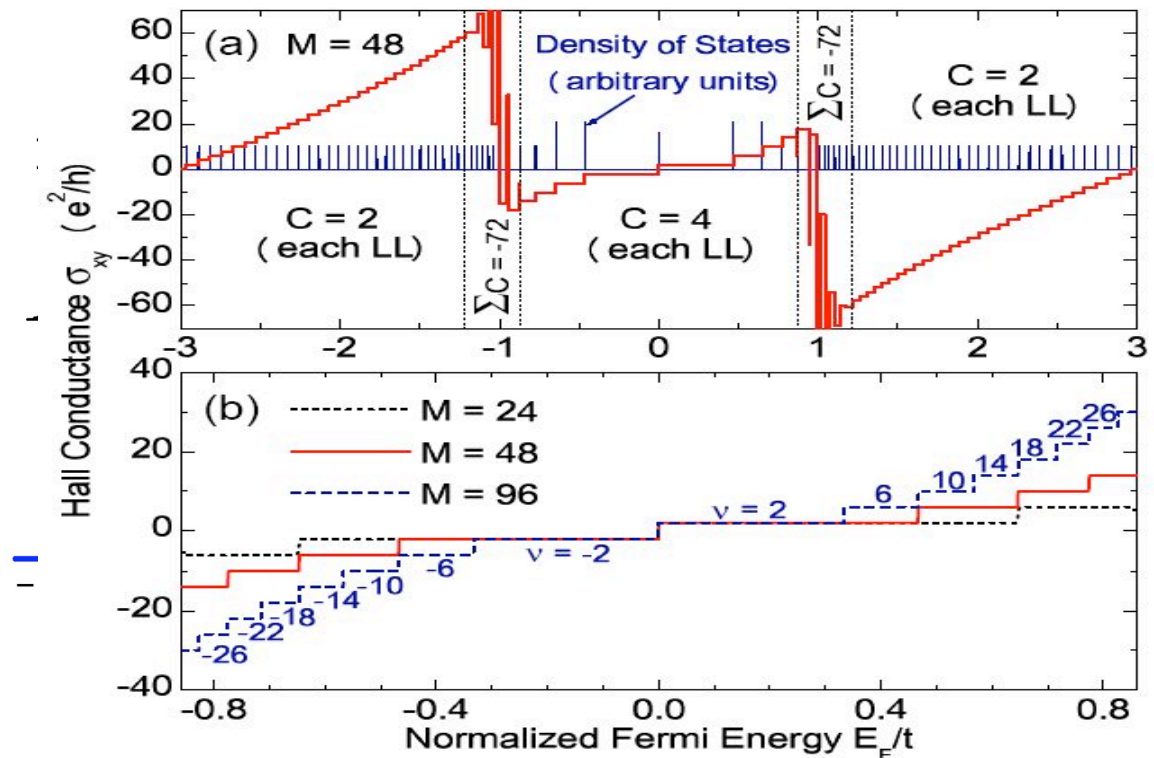 Hall Conductance σxy ( e²/h)
(a) M = 48
Density of States
( arbitrary units)
C = 2
( each LL)
∑C = -72
C = 4
( each LL)
∑C = -72
C = 2
( each LL)
60
40
20
0
-20
-40
-60
-3 -2 -1 0 1 2 3
(b)
M = 24
M = 48
M = 96
ν = 2
6
10
14
18
22
26
ν = -2
-6
-10
-14
-18
-22
-26
40
20
0
-20
-40
-0.8 -0.4 0.0 0.4 0.8
Normalized Fermi Energy EF/t